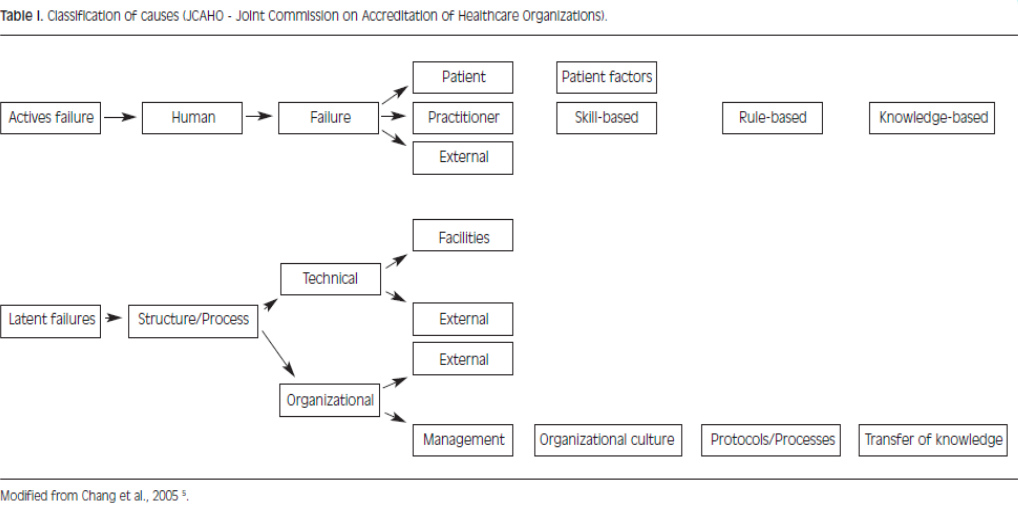 Table I. Classification of causes (JCAHO - Joint Commission on Accreditation of Healthcare Organizations).
Patient Patient factors
Actives failure Human Failure Practitioner Skill-based Rule-based Knowledge-based
External
Facilities
Technical
Latent failures Structure/Process External
External
Organizational
Management Organizational culture Protocols/Processes Transfer of knowledge
Modified from Chang et al., 2005 ⁵.